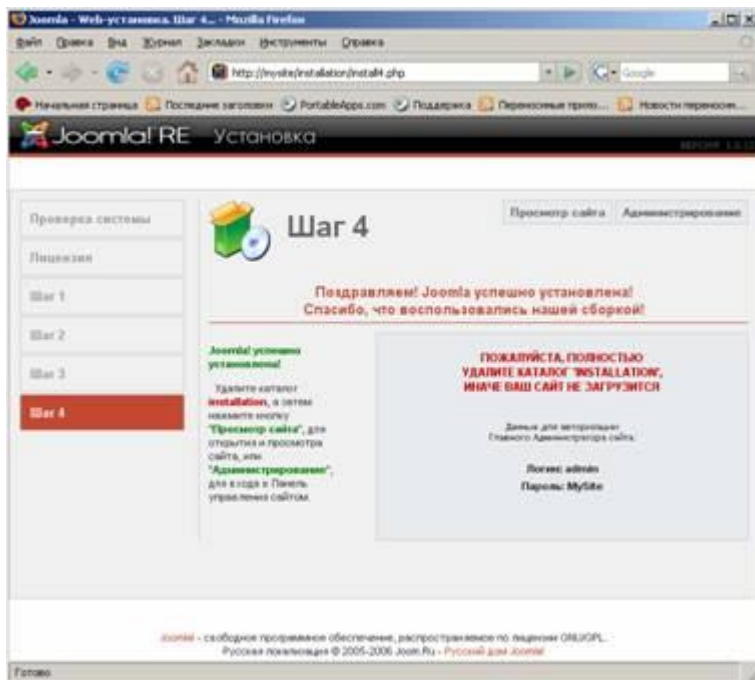 Joomla - Web-установка. Шаг 4... - Mozilla Firefox
Файл Правка Вид Журнал Закладки Инструменты Справка
http://mysite/installation/install4.php
Google
Начальная страница Последние заголовки PortableApps.com Поддержка Переносные прило... Новости переносим...
Joomla! RE Установка
ВЕРСИЯ
Проверка системы
Лицензия
Шаг 1
Шаг 2
Шаг 3
Шаг 4
Шаг 4
Просмотр сайта Администрирование
Поздравляем! Joomla успешно установлена!
Спасибо, что воспользовались нашей сборкой!
Joomla! успешно
установлена!
Удалите каталог
installation, а затем
нажмите кнопку
"Просмотр сайта", для
открытия и просмотра
сайта, или
"Администрирование",
для входа в Панель
управления сайтом.
ПОЖАЛУЙСТА, ПОЛНОСТЬЮ
УДАЛИТЕ КАТАЛОГ 'INSTALLATION',
ИНАЧЕ ВАШ САЙТ НЕ ЗАГРУЗИТСЯ
Данные для авторизации
Главного Администратора сайта:
Логин: admin
Пароль: MySite
Joomla! - свободное программное обеспечение, распространяемое по лицензии GNU/GPL.
Русская локализация © 2005-2006 Joom.Ru - Русский дом Joomla!
Готово